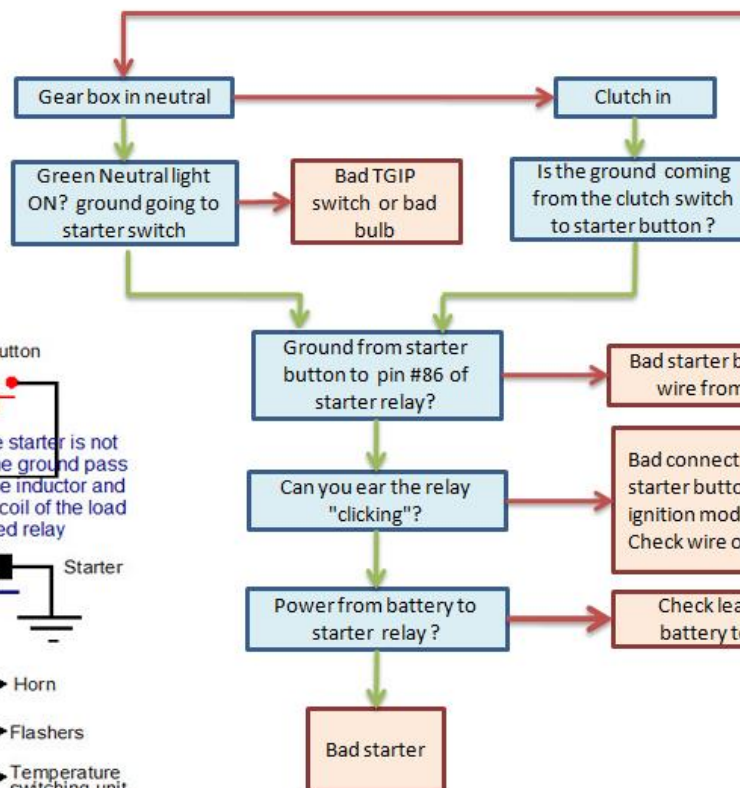 Gear box in neutral
Clutch in
Green Neutral light
ON? ground going to
starter switch
Bad TGIP
switch or bad
bulb
Is the ground coming
from the clutch switch
to starter button ?
Ground from starter
button to pin #86 of
starter relay?
Bad starter b
wire from
utton
e starter is not
e ground pass
e inductor and
coil of the load
ed relay
Can you ear the relay
"clicking"?
Bad connect
starter butto
ignition mod
Check wire o
Starter
Power from battery to
starter relay ?
Check lea
battery t
Bad starter
Horn
Flashers
Temperature
switching unit